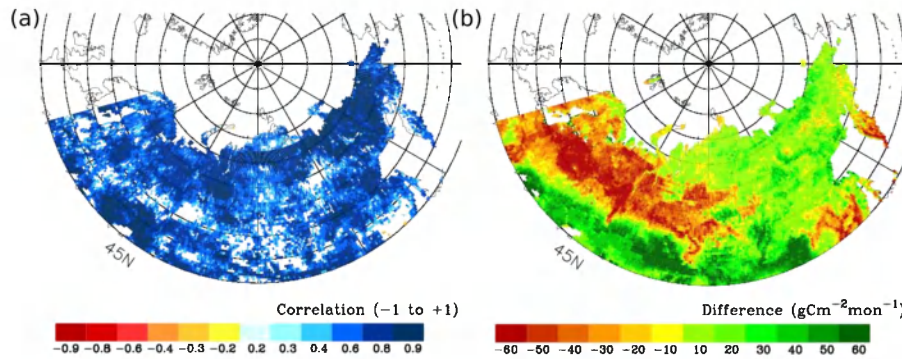 (a)
(b)
45N
45N
Correlation (−1 to +1)
−0.9 −0.8 −0.6 −0.4 −0.3 −0.2 0.2 0.3 0.4 0.6 0.8 0.9
Difference (gCm⁻²mon⁻¹)
−60 −50 −40 −30 −20 −10 10 20 30 40 50 60